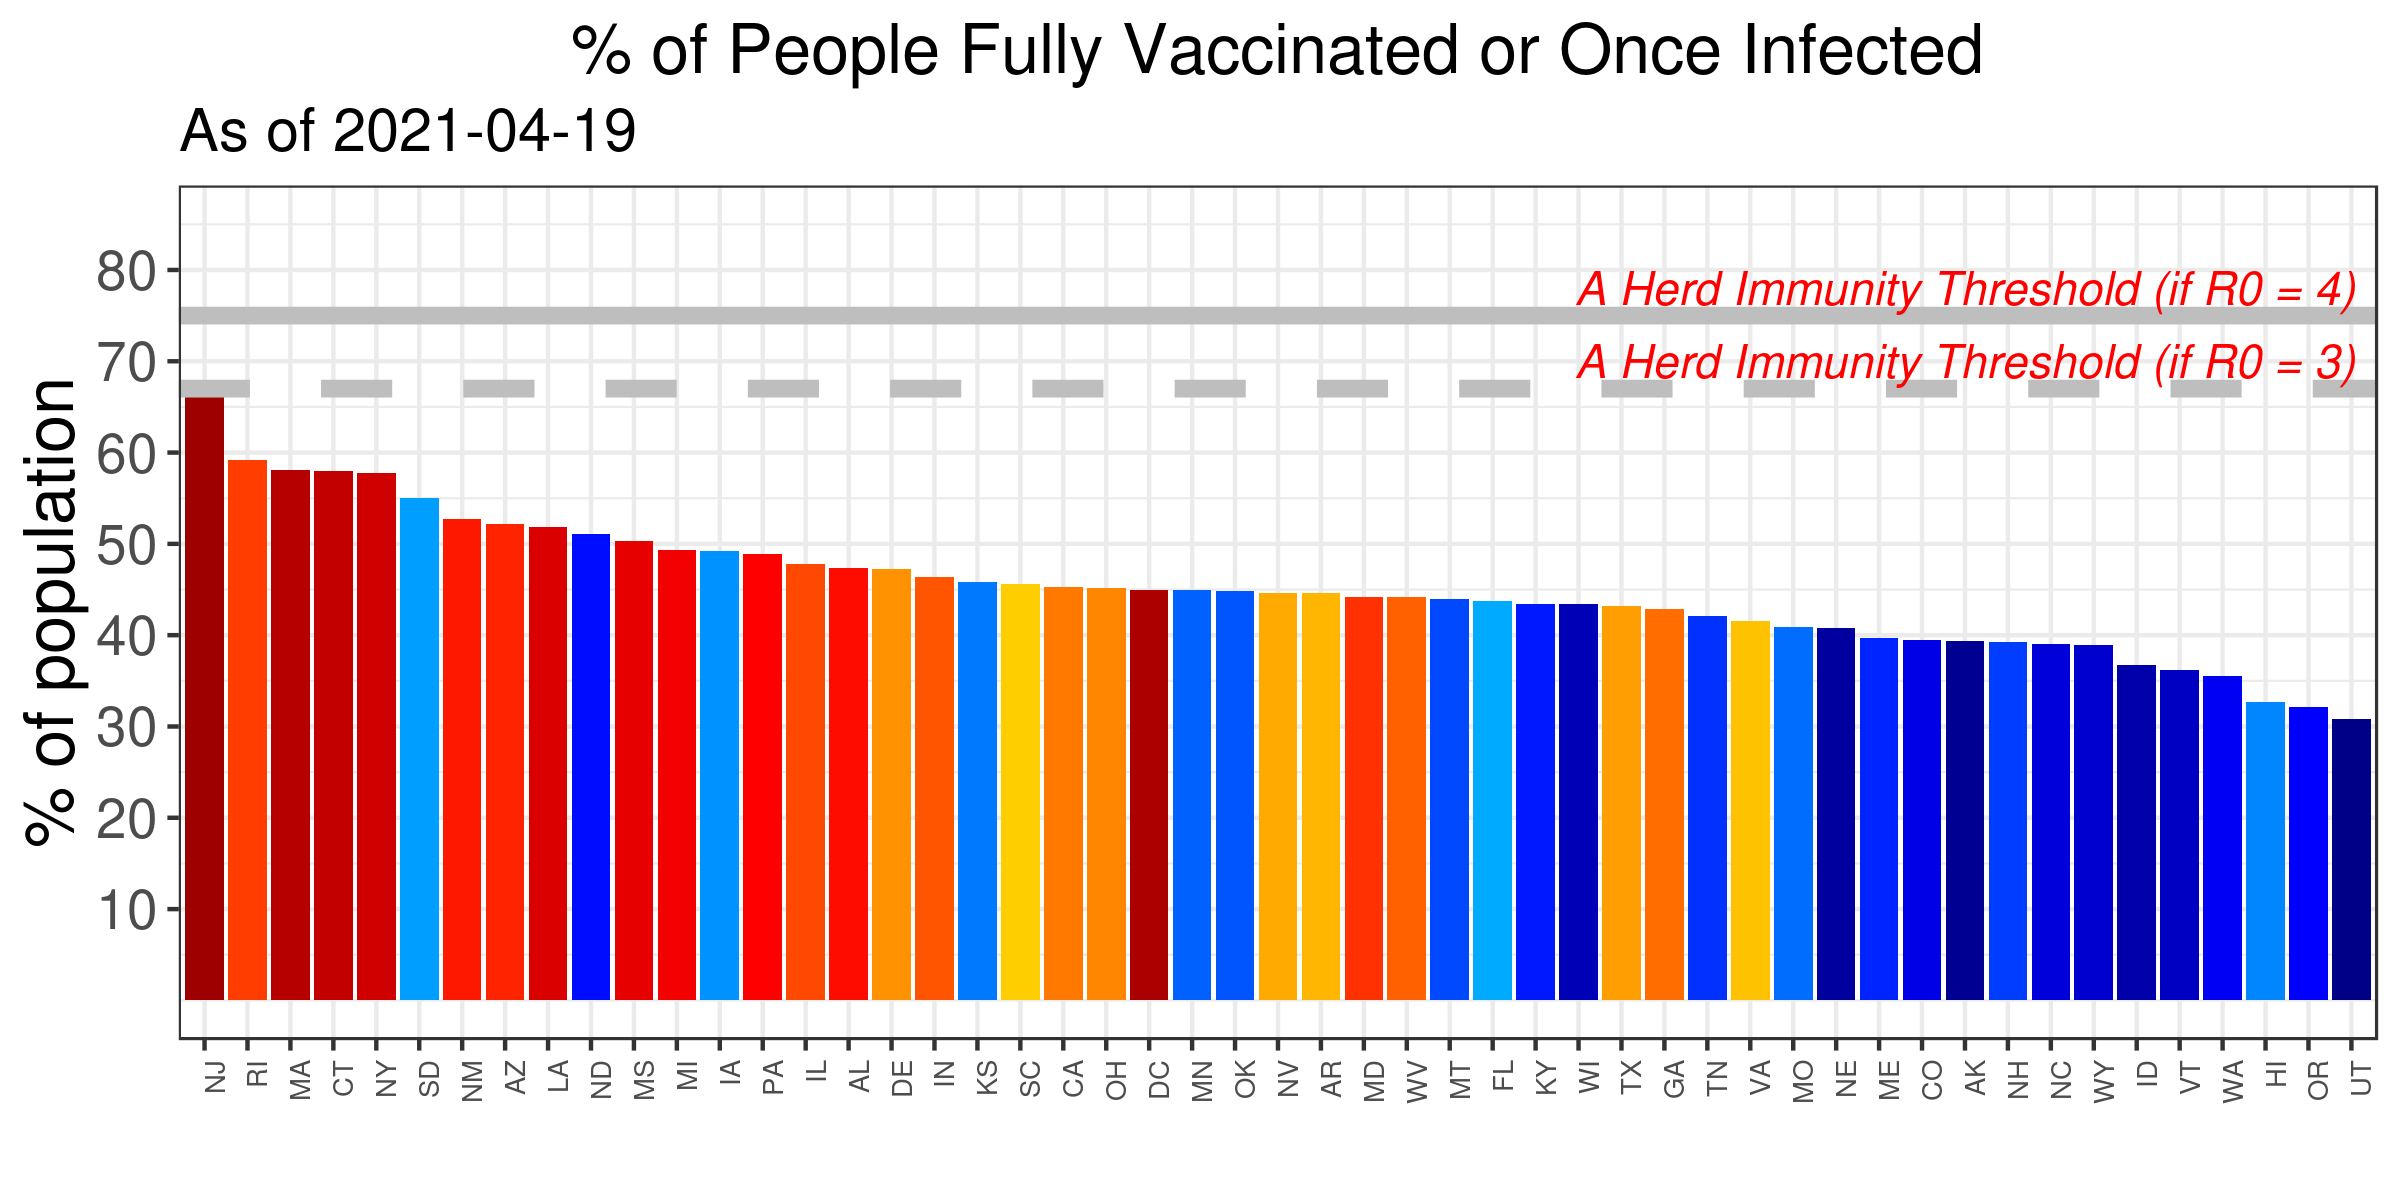 % of People Fully Vaccinated or Once Infected
As of 2021-04-19
% of population
80
70
60
50
40
30
20
10
A Herd Immunity Threshold (if R0 = 4)
A Herd Immunity Threshold (if R0 = 3)
NJ RI MA CT NY SD NM AZ LA ND MS MI IA PA IL AL DE IN KS SC CA OH DC MN OK NV AR MD WV MT FL KY WI TX GA TN VA MO NE ME CO AK NH NC WY ID VT WA HI OR UT